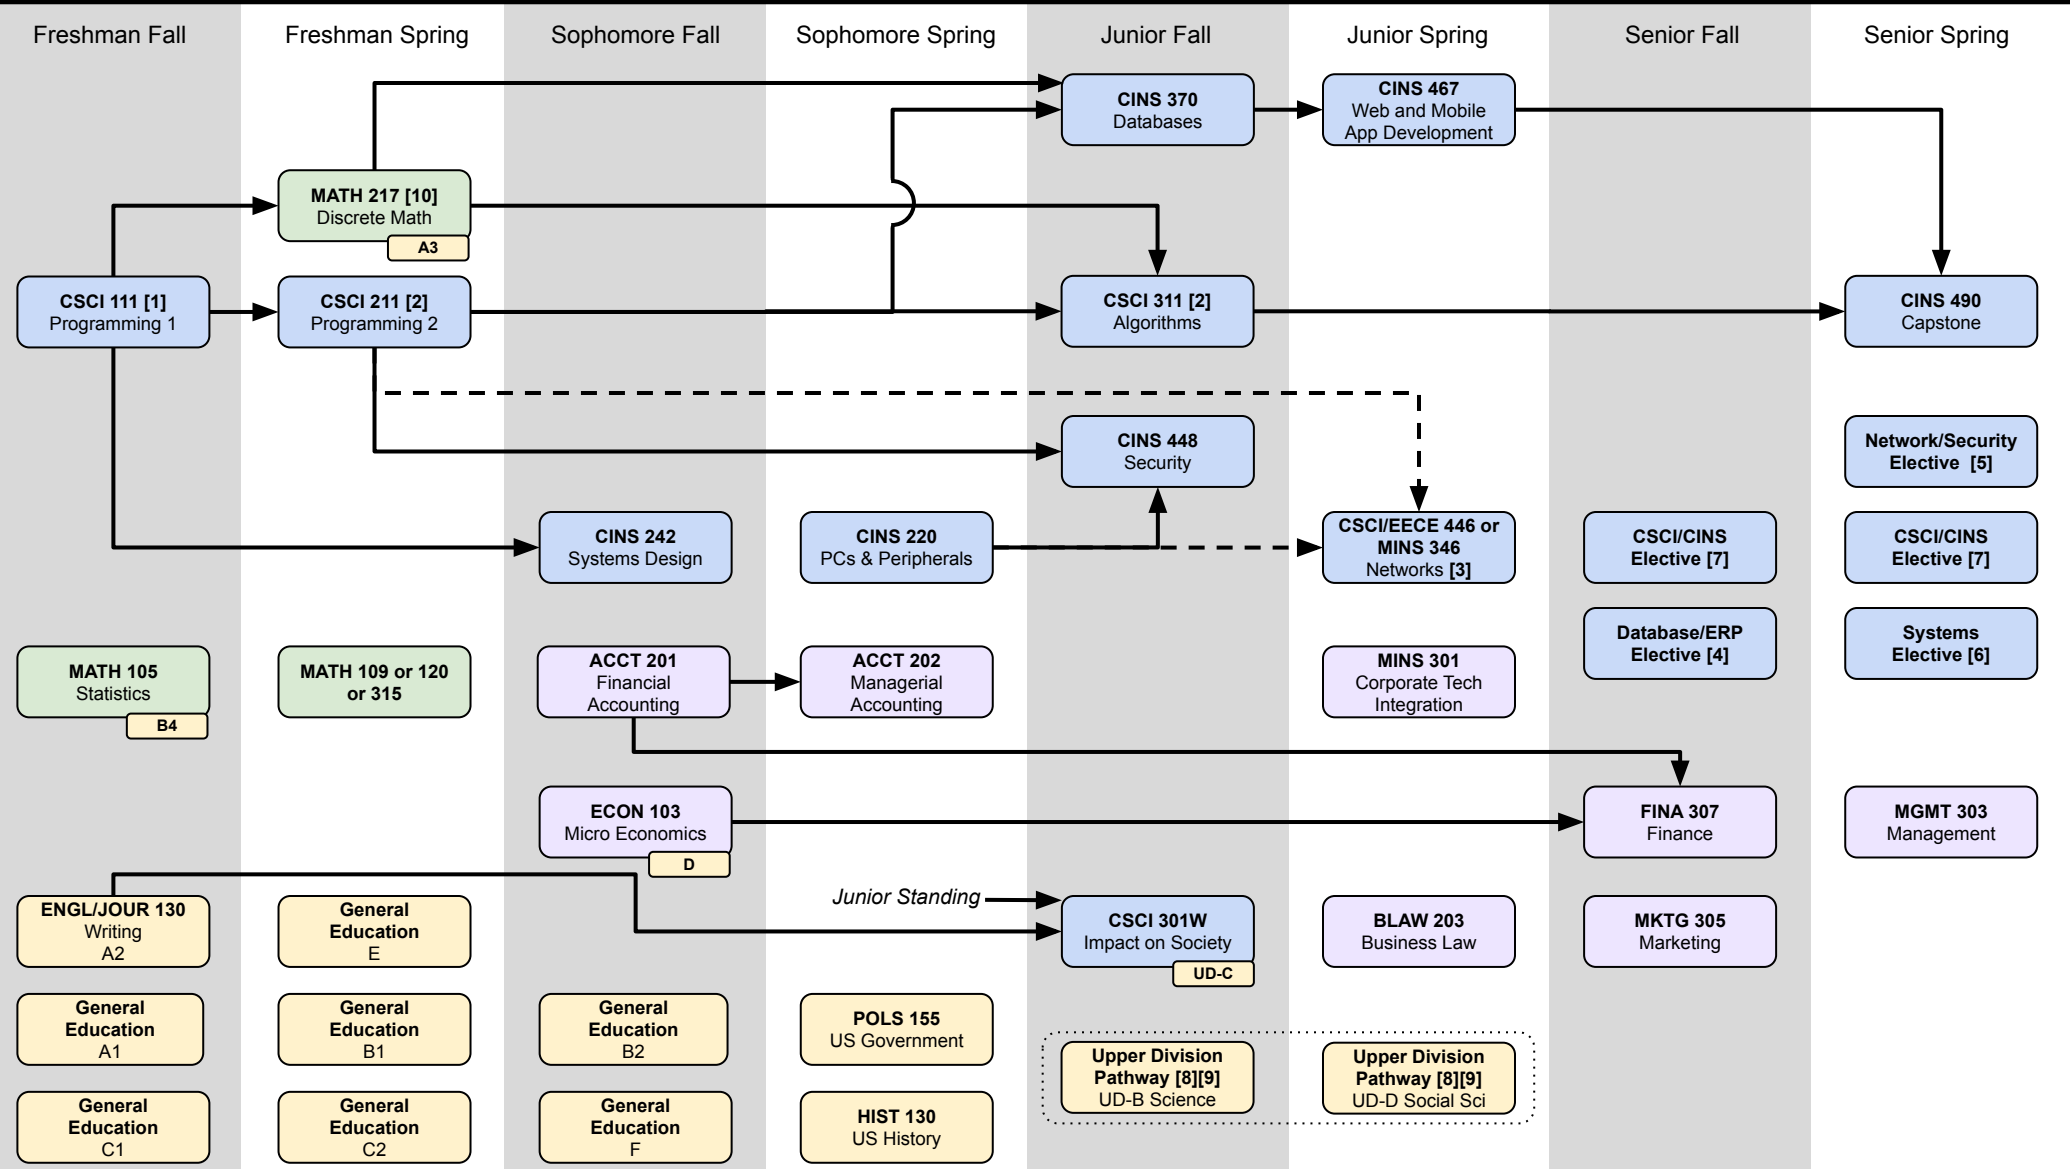 Freshman Fall
Freshman Spring
Sophomore Fall
Sophomore Spring
Junior Fall
Junior Spring
Senior Fall
Senior Spring
CINS 370
Databases
CINS 467
Web and Mobile
App Development
MATH 217 [10]
Discrete Math
A3
CSCI 111 [1]
Programming 1
CSCI 211 [2]
Programming 2
CSCI 311 [2]
Algorithms
CINS 490
Capstone
CINS 448
Security
Network/Security
Elective [5]
CINS 242
Systems Design
CINS 220
PCs & Peripherals
CSCI/EECE 446 or
MINS 346
Networks [3]
CSCI/CINS
Elective [7]
CSCI/CINS
Elective [7]
MATH 105
Statistics
B4
MATH 109 or 120
or 315
ACCT 201
Financial
Accounting
ACCT 202
Managerial
Accounting
MINS 301
Corporate Tech
Integration
Database/ERP
Elective [4]
Systems
Elective [6]
ECON 103
Micro Economics
D
FINA 307
Finance
MGMT 303
Management
ENGL/JOUR 130
Writing
A2
General
Education
E
Junior Standing
CSCI 301W
Impact on Society
UD-C
BLAW 203
Business Law
MKTG 305
Marketing
General
Education
A1
General
Education
B1
General
Education
B2
POLS 155
US Government
Upper Division
Pathway [8][9]
UD-B Science
Upper Division
Pathway [8][9]
UD-D Social Sci
General
Education
C1
General
Education
C2
General
Education
F
HIST 130
US History